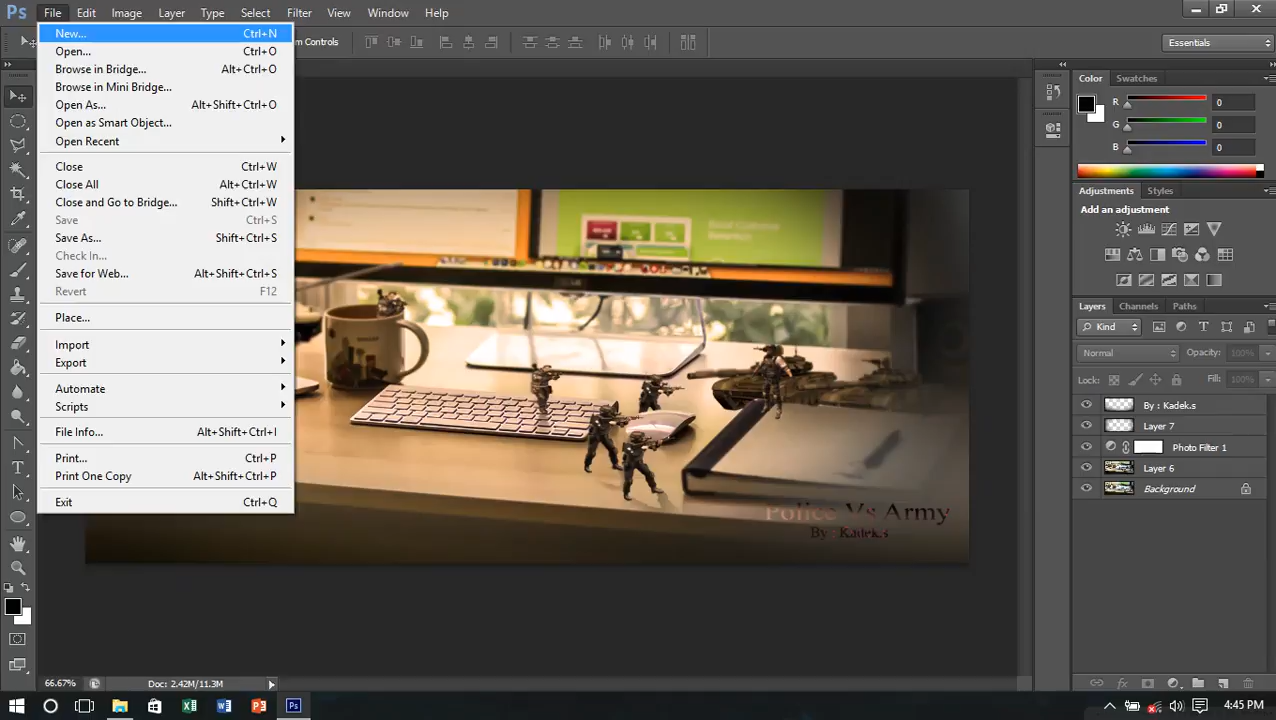 Ps File Edit Image Layer Type Select Filter View Window Help
m Controls Essentials
New... Ctrl+N
Open... Ctrl+O
Browse in Bridge... Alt+Ctrl+O
Browse in Mini Bridge...
Open As... Alt+Shift+Ctrl+O
Open as Smart Object...
Open Recent
Close Ctrl+W
Close All Alt+Ctrl+W
Close and Go to Bridge... Shift+Ctrl+W
Save Ctrl+S
Save As... Shift+Ctrl+S
Check In...
Save for Web... Alt+Shift+Ctrl+S
Revert F12
Place...
Import
Export
Automate
Scripts
File Info... Alt+Shift+Ctrl+I
Print... Ctrl+P
Print One Copy Alt+Shift+Ctrl+P
Exit Ctrl+Q
Police Vs Army
By : Kadek.s
Color Swatches
R 0
G 0
B 0
Adjustments Styles
Add an adjustment
Layers Channels Paths
Kind
Normal Opacity: 100%
Lock: Fill: 100%
By : Kadek.s
Layer 7
Photo Filter 1
Layer 6
Background
66.67% Doc: 2.42M/11.3M
4:45 PM